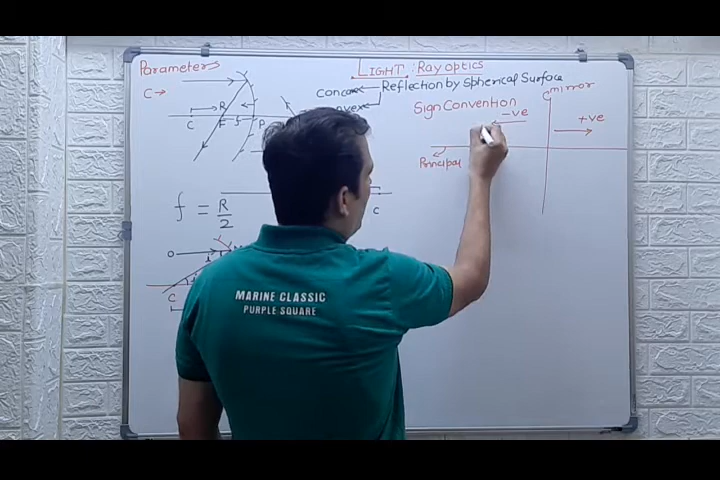 Parameters
C →
R
C
F
f
P
f = R/2
O
i
C
LIGHT : Ray optics
Reflection by Spherical Surface
Concave
Sign Convention
mirror
-ve
+ve
Principal
C
MARINE CLASSIC
PURPLE SQUARE